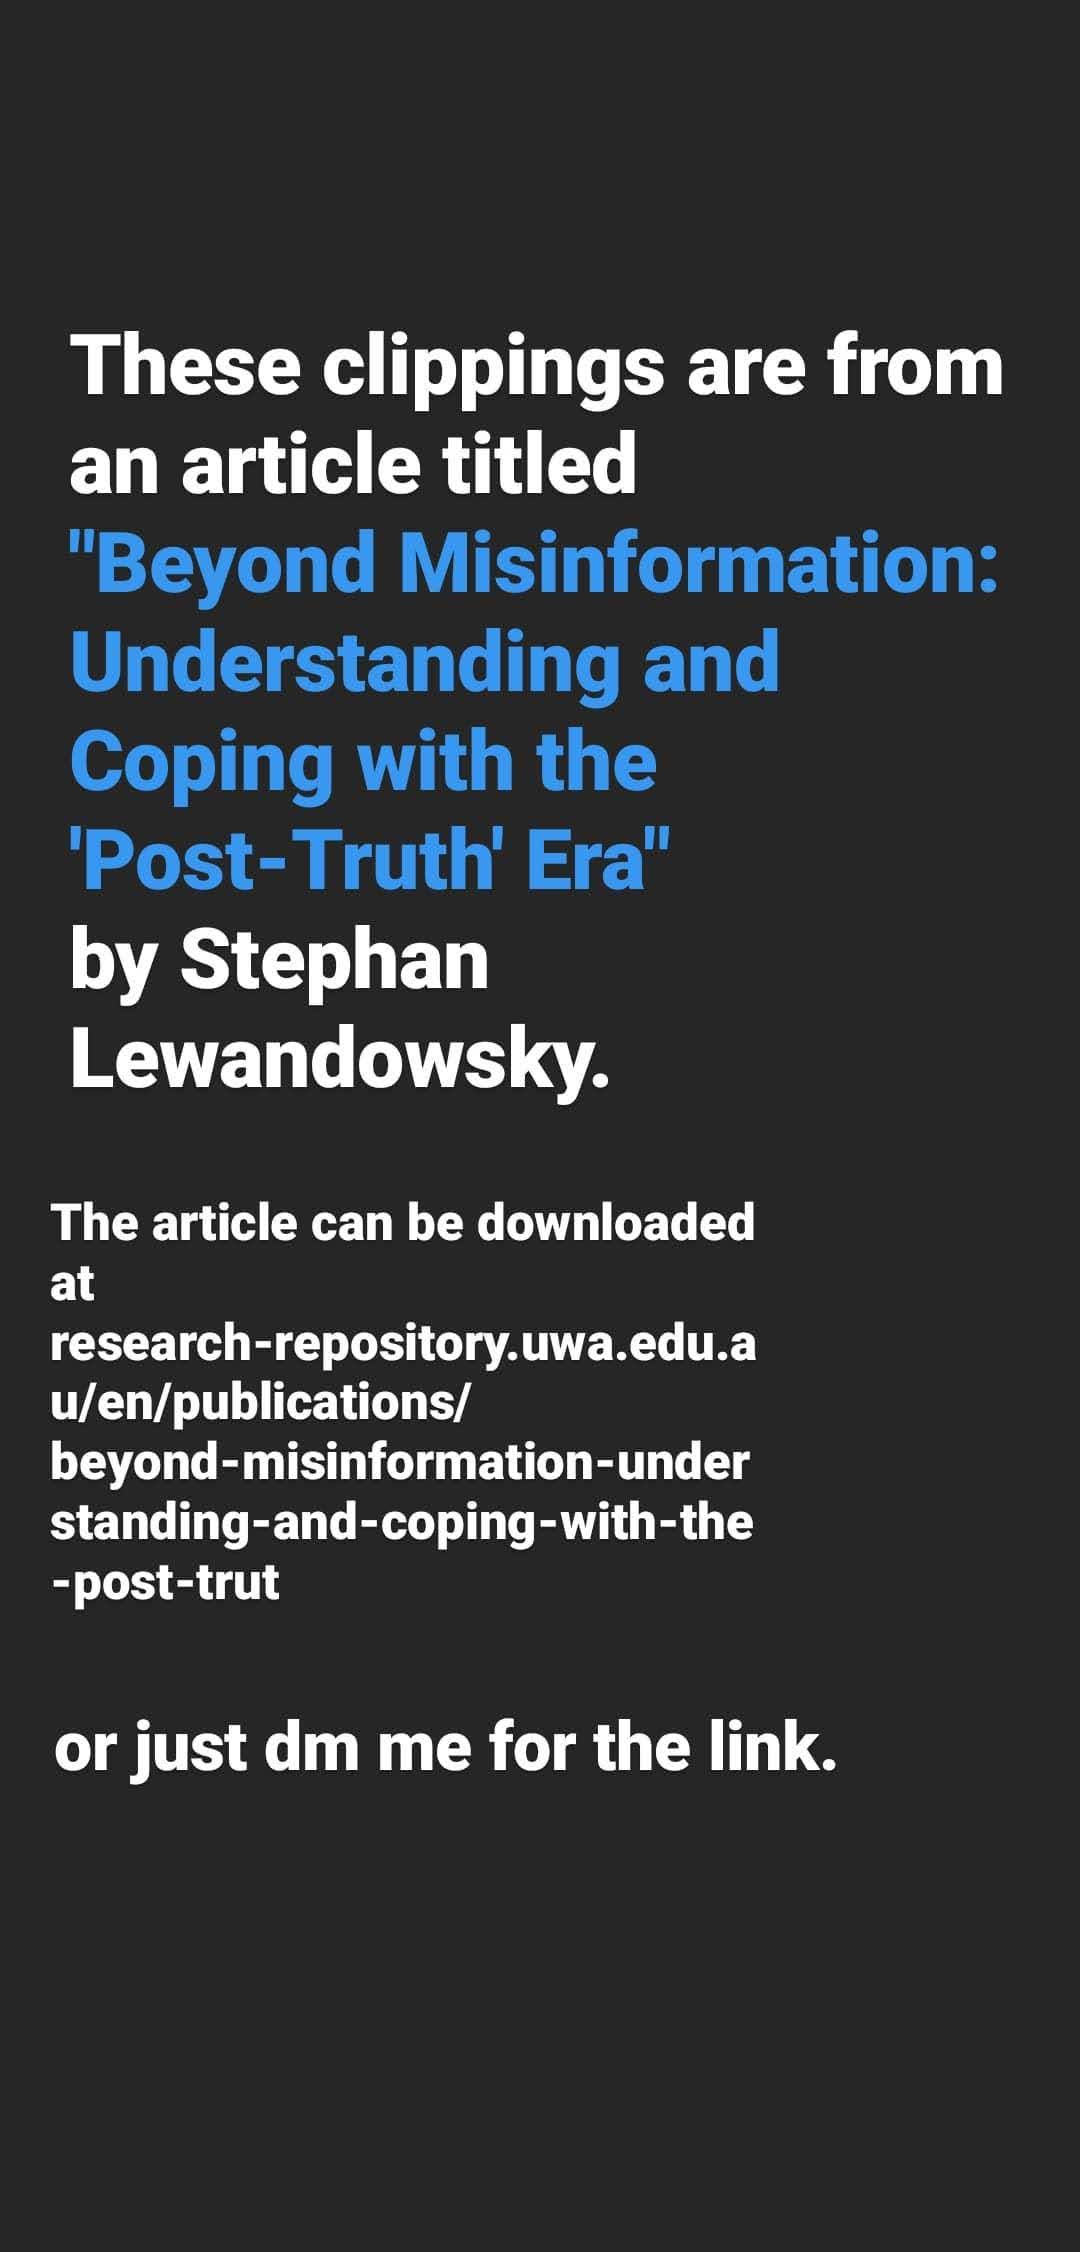 These clippings are from
an article titled
"Beyond Misinformation:
Understanding and
Coping with the
'Post-Truth' Era"
by Stephan
Lewandowsky.
The article can be downloaded
at
research-repository.uwa.edu.a
u/en/publications/
beyond-misinformation-under
standing-and-coping-with-the
-post-trut
or just dm me for the link.